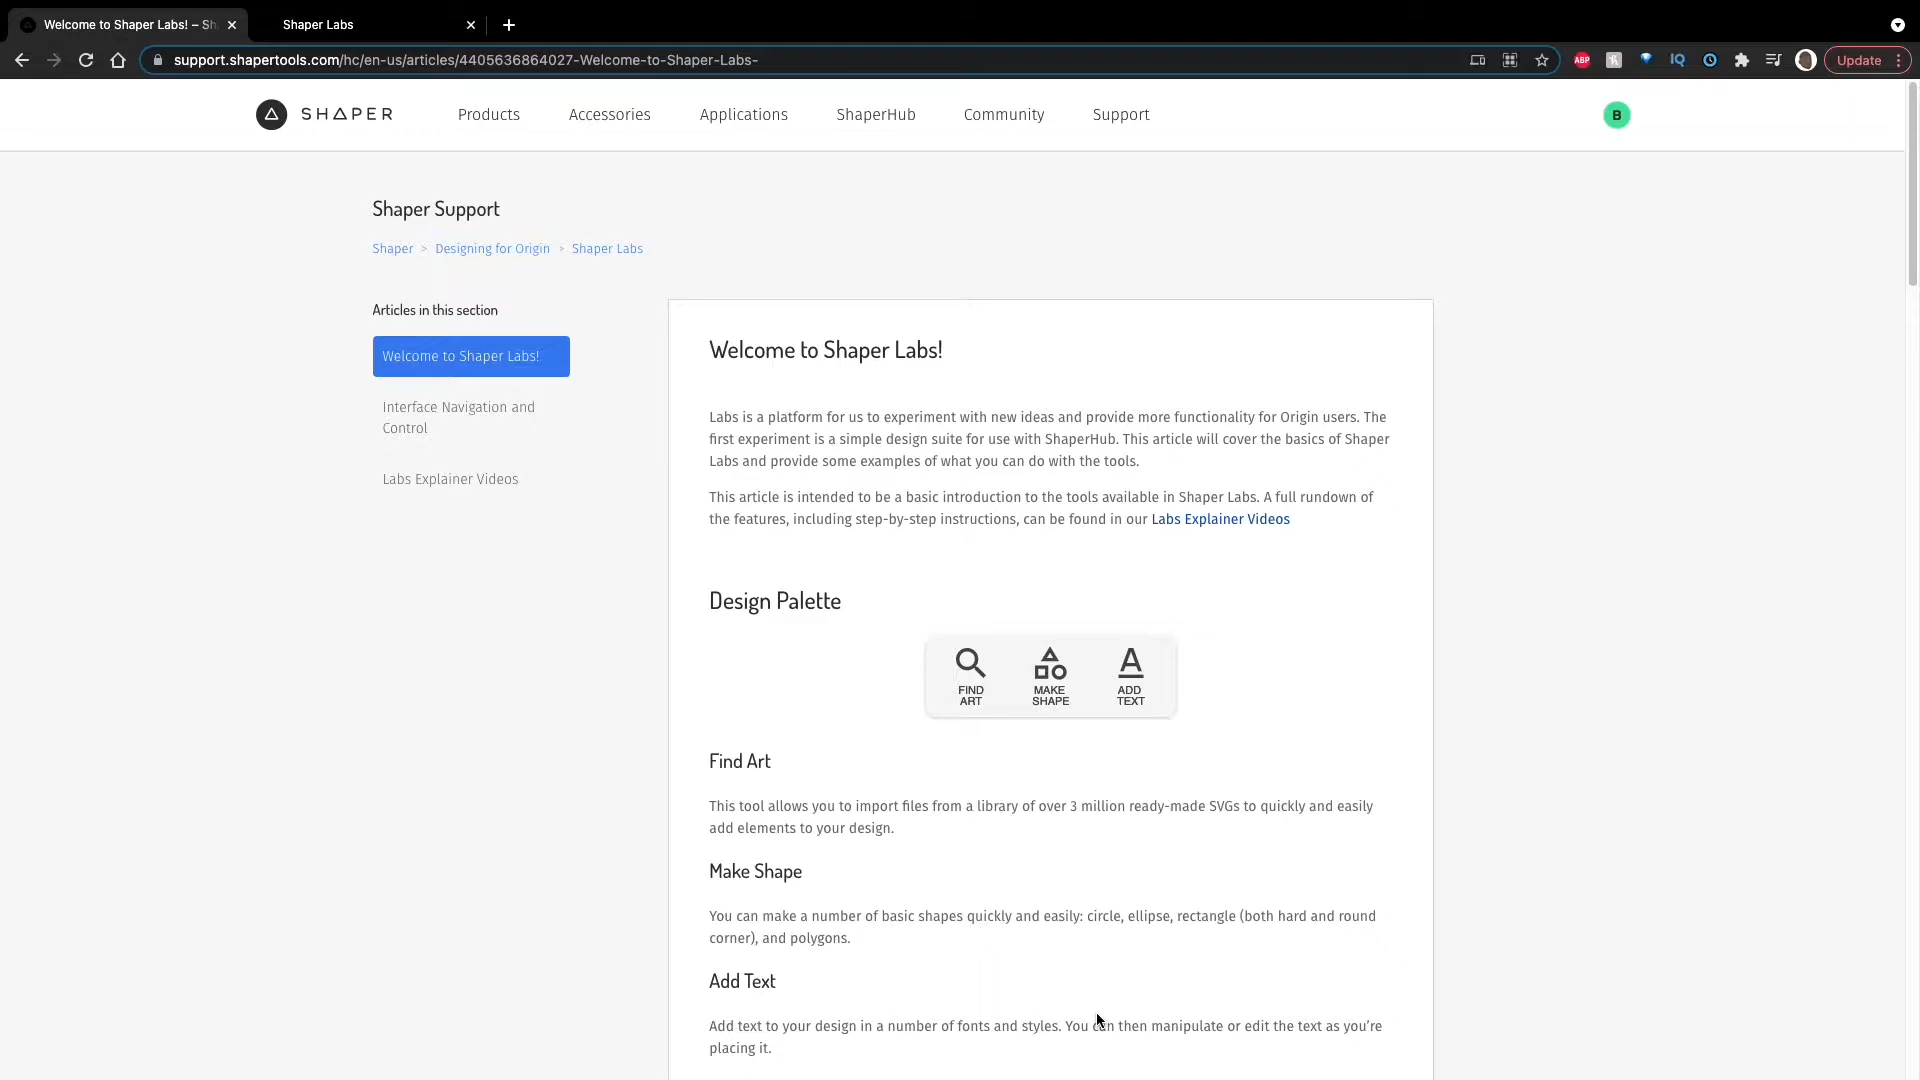 Welcome to Shaper Labs! – Sh
Shaper Labs
support.shapertools.com/hc/en-us/articles/4405636864027-Welcome-to-Shaper-Labs-
ABP
IQ
Update
SHAPER
Products
Accessories
Applications
ShaperHub
Community
Support
B
Shaper Support
Shaper > Designing for Origin > Shaper Labs
Articles in this section
Welcome to Shaper Labs!
Interface Navigation and
Control
Labs Explainer Videos
Welcome to Shaper Labs!
Labs is a platform for us to experiment with new ideas and provide more functionality for Origin users. The
first experiment is a simple design suite for use with ShaperHub. This article will cover the basics of Shaper
Labs and provide some examples of what you can do with the tools.
This article is intended to be a basic introduction to the tools available in Shaper Labs. A full rundown of
the features, including step-by-step instructions, can be found in our Labs Explainer Videos
Design Palette
FIND
ART
MAKE
SHAPE
A
ADD
TEXT
Find Art
This tool allows you to import files from a library of over 3 million ready-made SVGs to quickly and easily
add elements to your design.
Make Shape
You can make a number of basic shapes quickly and easily: circle, ellipse, rectangle (both hard and round
corner), and polygons.
Add Text
Add text to your design in a number of fonts and styles. You can then manipulate or edit the text as you're
placing it.